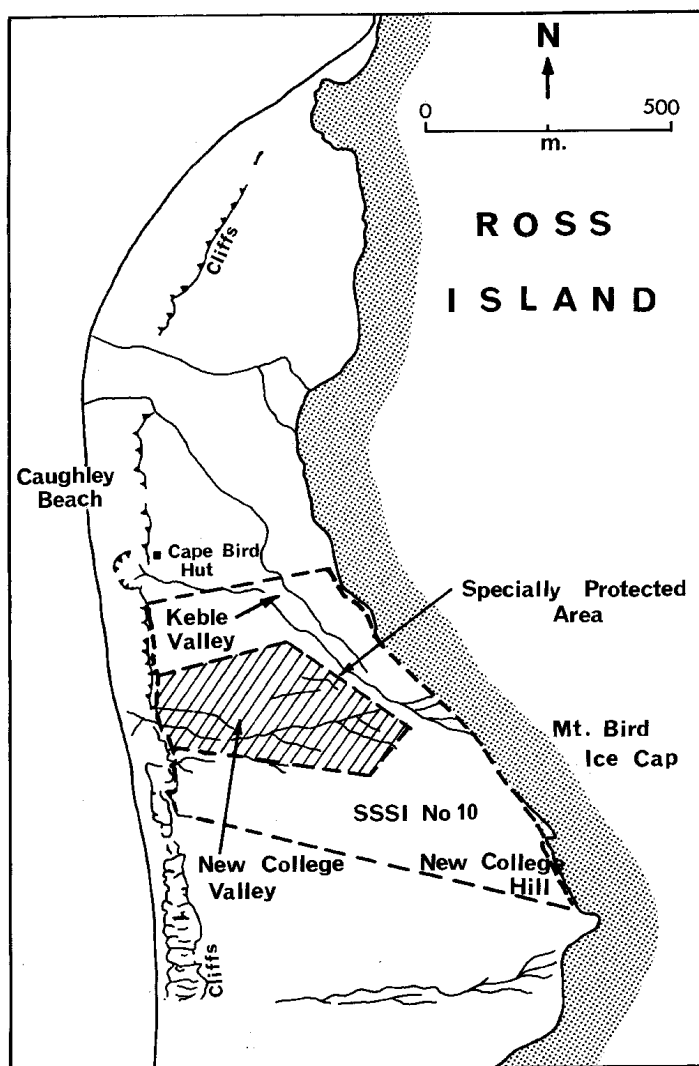 N
0 500
m.
ROSS
ISLAND
Cliffs
Caughley
Beach
Cape Bird
Hut
Specially Protected
Area
Keble
Valley
Mt. Bird
Ice Cap
SSSI No 10
New College
Valley
New College
Hill
Cliffs